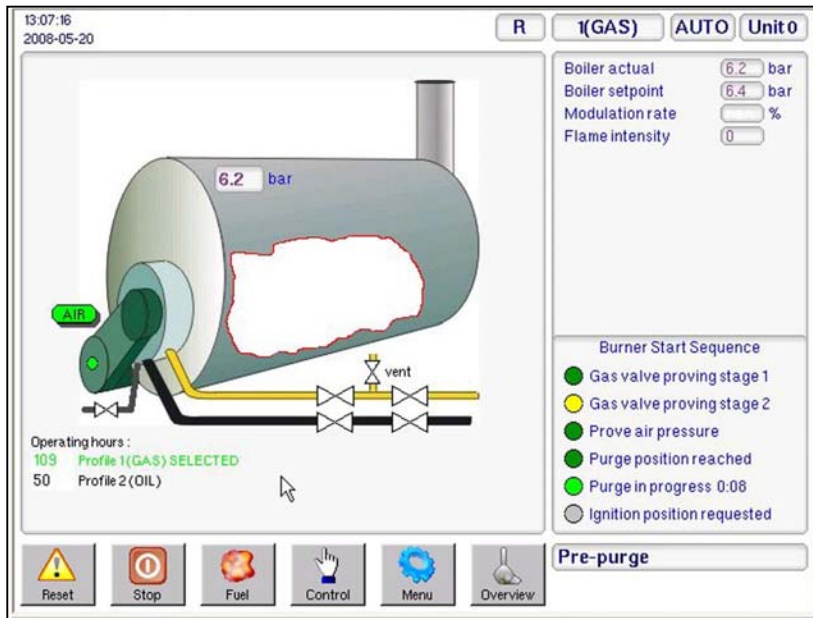 13:07:16
2008-05-20
R
1(GAS)
AUTO
Unit 0
6.2 bar
AIR
vent
Operating hours :
109 Profile 1 (GAS) SELECTED
50 Profile 2 (OIL)
Boiler actual 6.2 bar
Boiler setpoint 6.4 bar
Modulation rate %
Flame intensity 0
Burner Start Sequence
Gas valve proving stage 1
Gas valve proving stage 2
Prove air pressure
Purge position reached
Purge in progress 0:08
Ignition position requested
Pre-purge
Reset
Stop
Fuel
Control
Menu
Overview